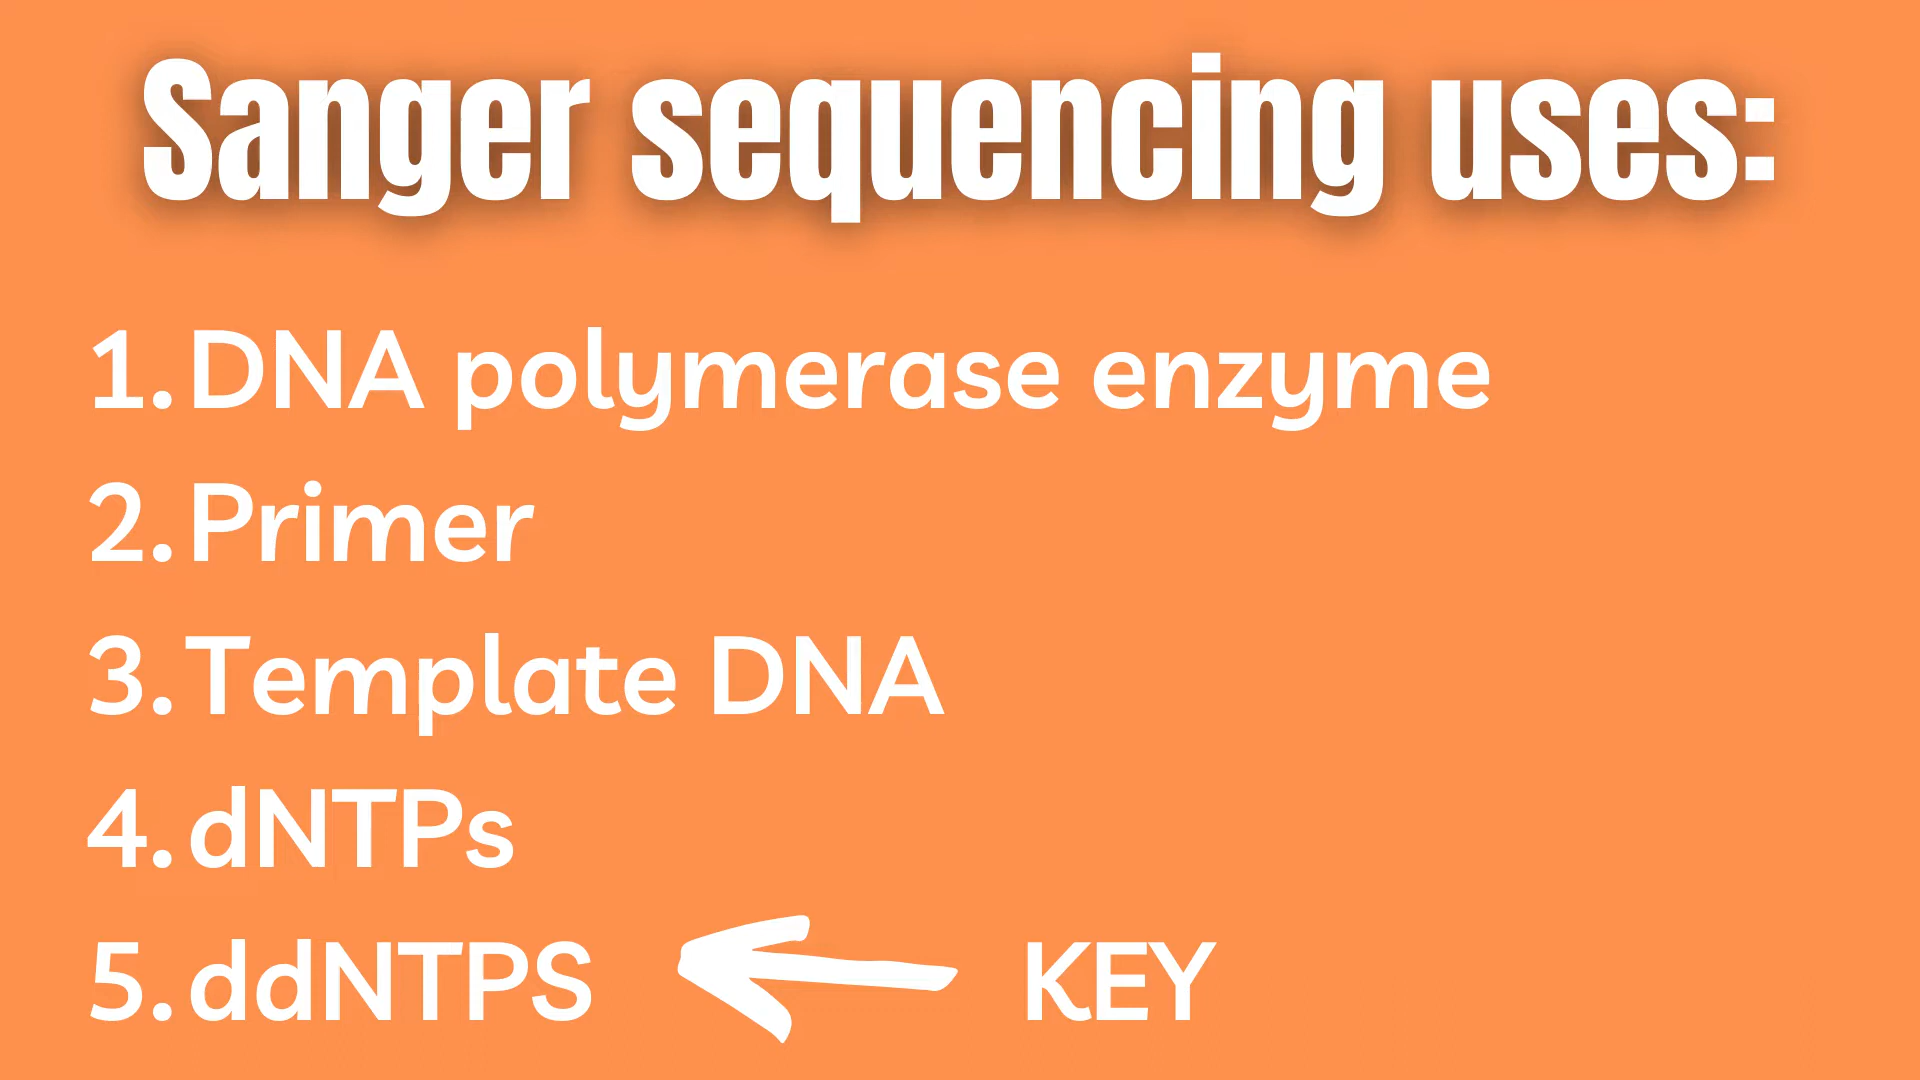 Sanger sequencing uses:
1. DNA polymerase enzyme
2. Primer
3. Template DNA
4. dNTPs
5. ddNTPS KEY